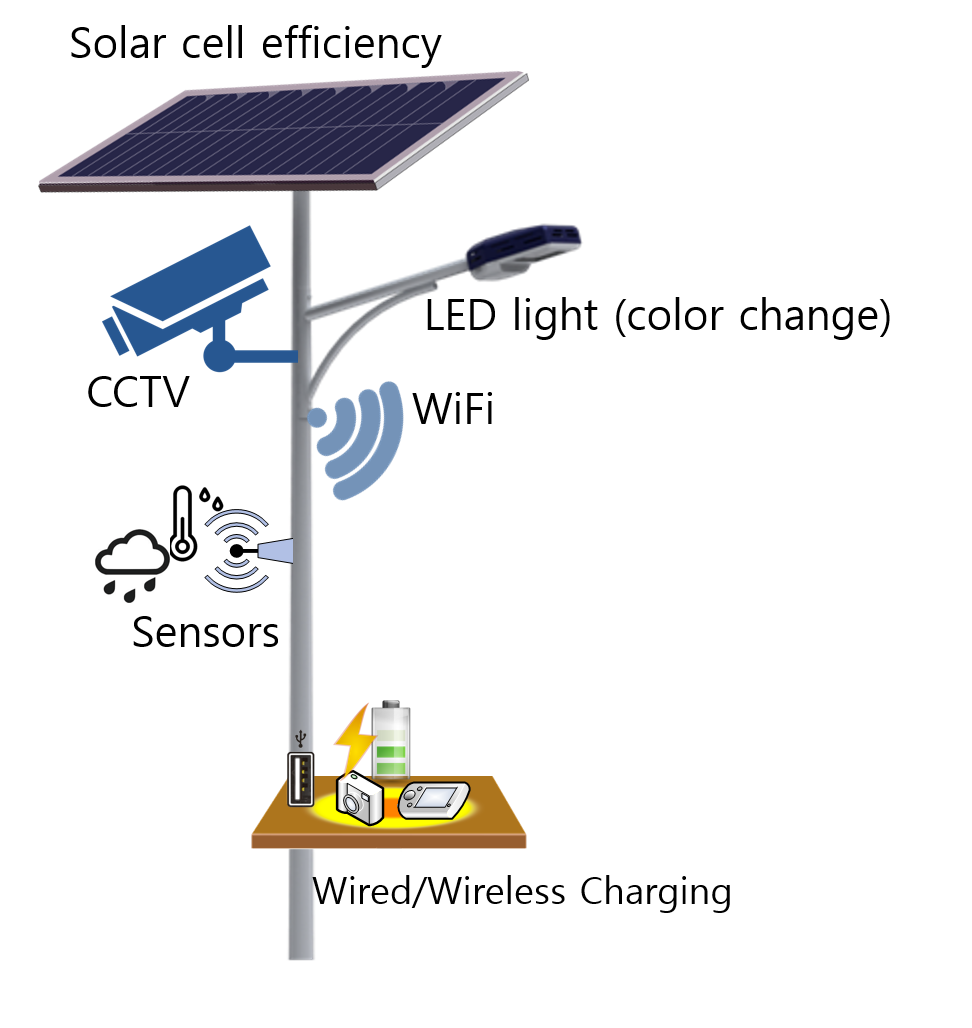 Solar cell efficiency
LED light (color change)
CCTV
WiFi
Sensors
Wired/Wireless Charging